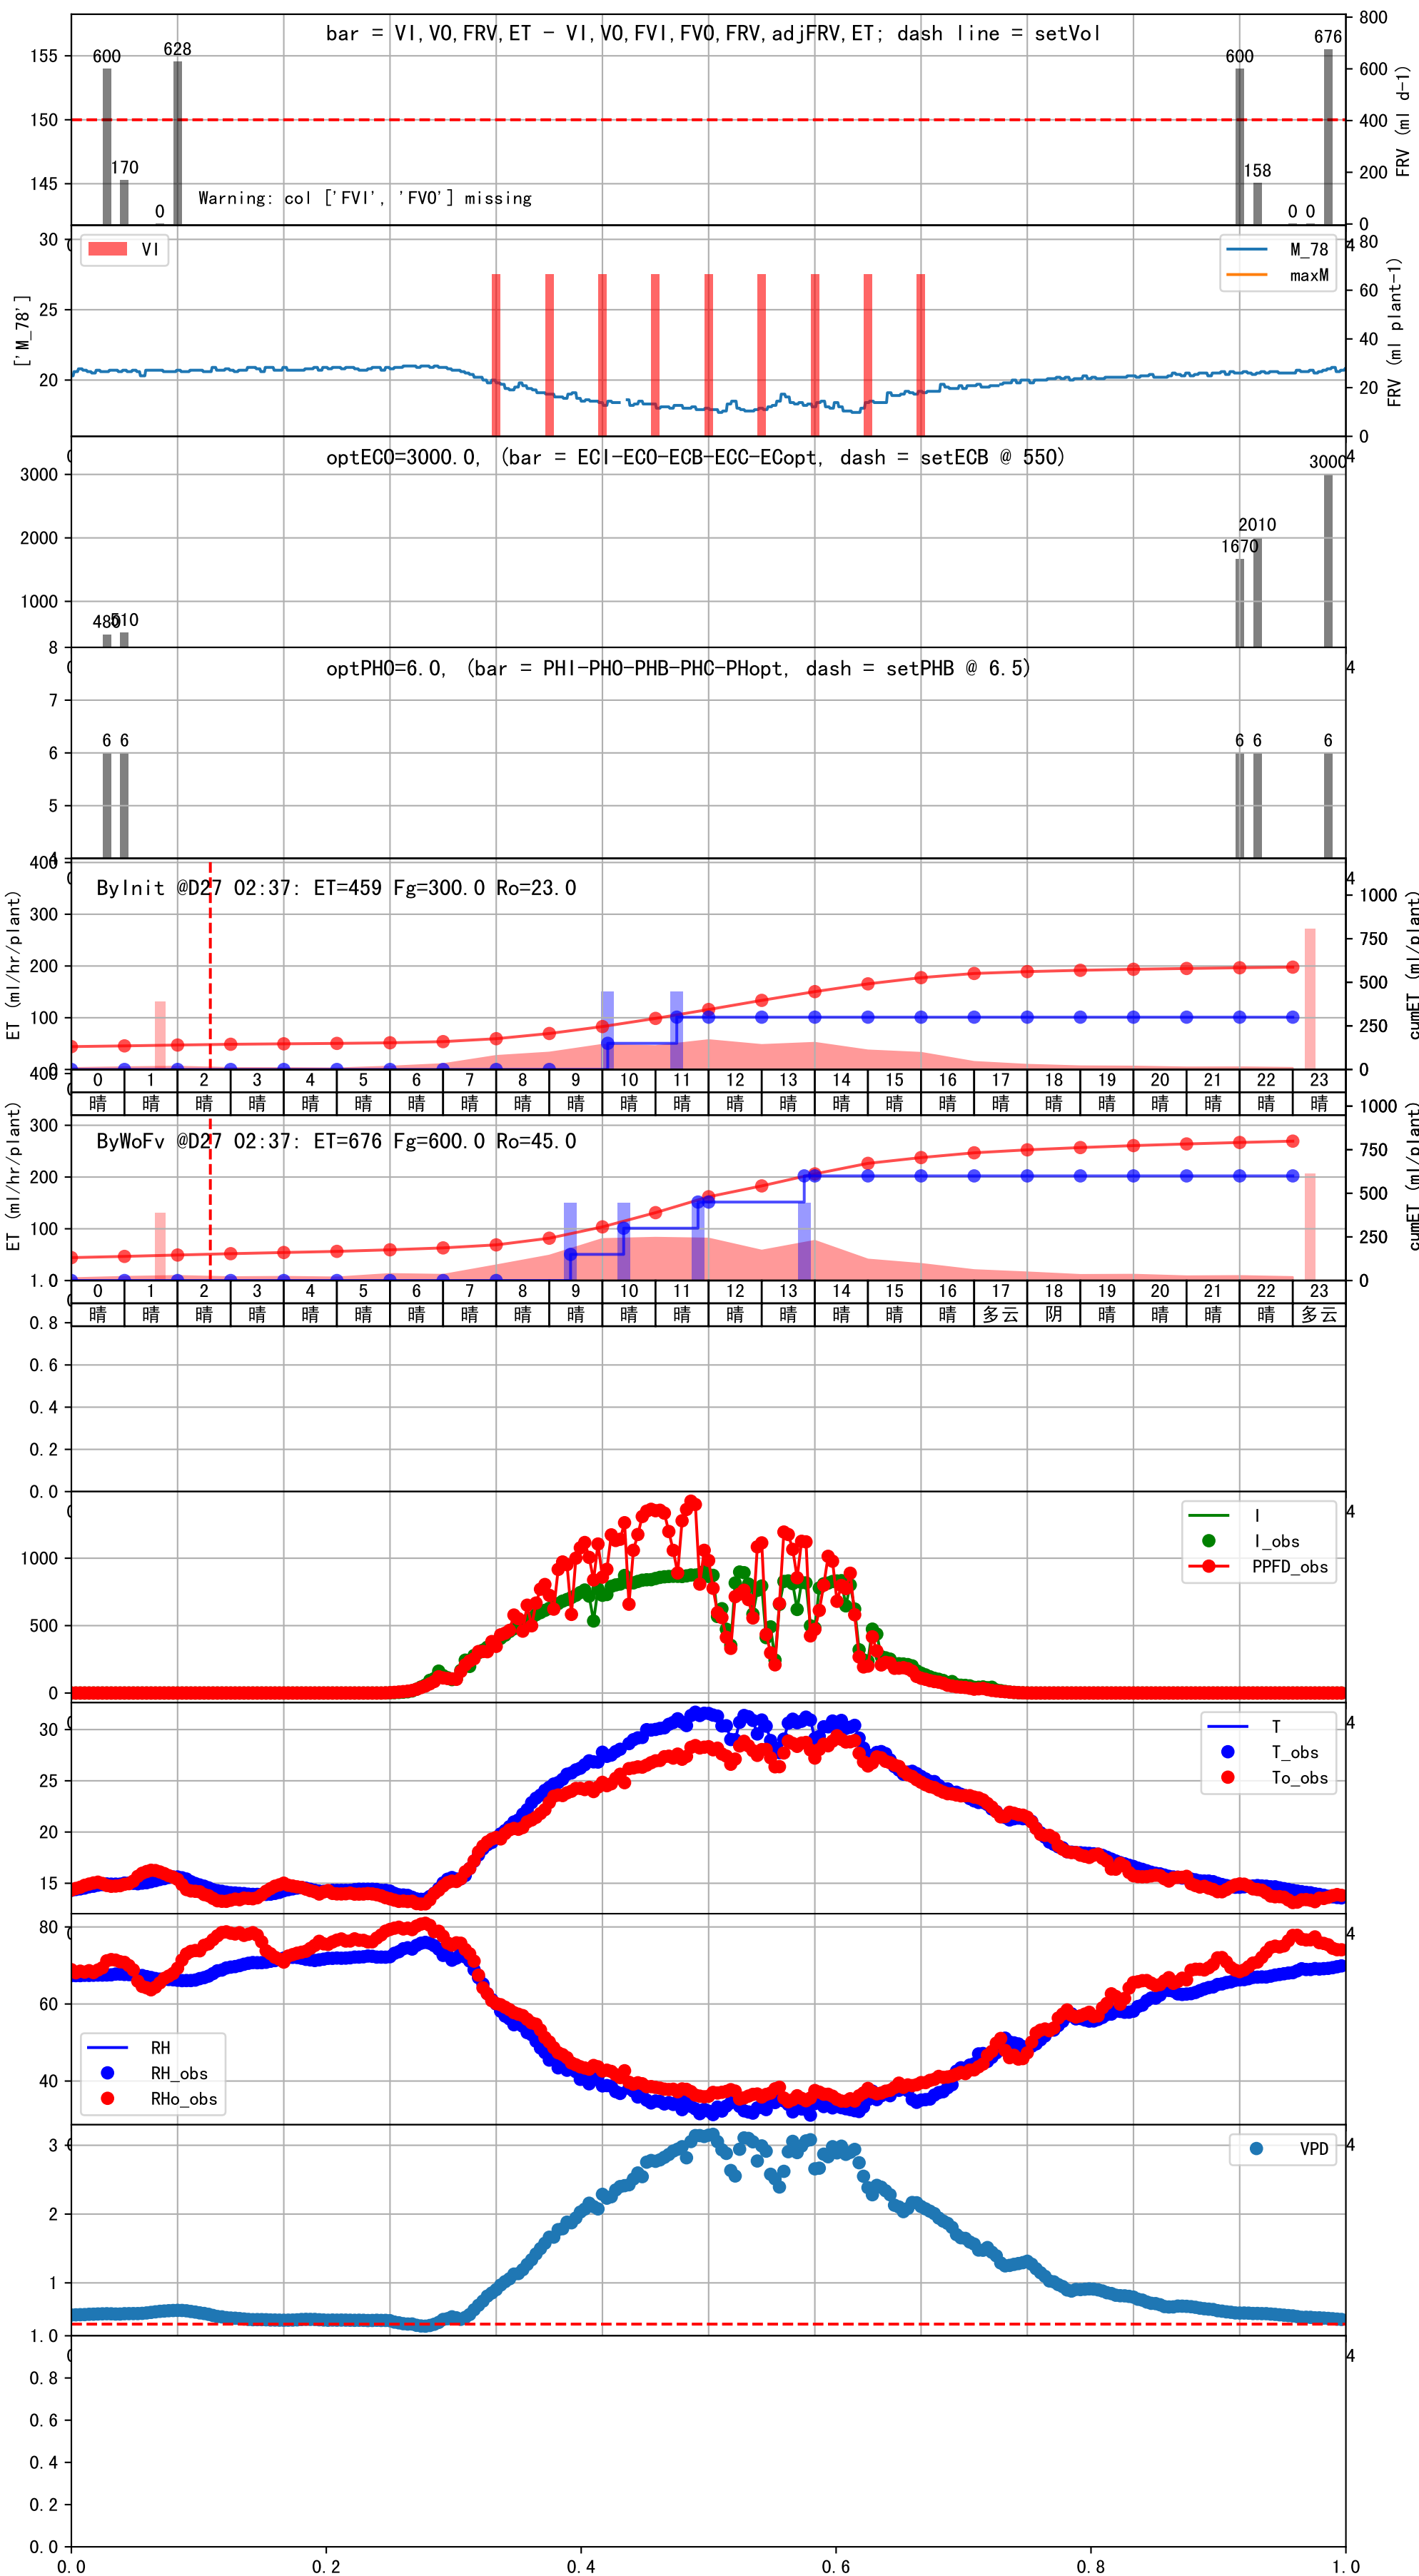 bar = VI,VO,FRV,ET - VI,VO,FVI,FVO,FRV,adjFRV,ET; dash line = setVol
155
150
145
600
170
0
628
600
158
0 0
676
Warning: col ['FVI', 'FVO'] missing
800
600
400
200
0
FRV (ml d-1)
30
25
20
['M_78']
VI
M_78
maxM
80
60
40
20
0
FRV (ml plant-1)
optECO=3000.0, (bar = ECI-ECO-ECB-ECC-ECopt, dash = setECB @ 550)
3000
2000
1000
480
510
1670
2010
3000
optPHO=6.0, (bar = PHI-PHO-PHB-PHC-PHopt, dash = setPHB @ 6.5)
8
7
6
5
4
6 6
6 6
6
ByInit @D27 02:37: ET=459 Fg=300.0 Ro=23.0
400
300
200
100
0
ET (ml/hr/plant)
1000
750
500
250
0
cumET (ml/plant)
0 1 2 3 4 5 6 7 8 9 10 11 12 13 14 15 16 17 18 19 20 21 22 23
晴 晴 晴 晴 晴 晴 晴 晴 晴 晴 晴 晴 晴 晴 晴 晴 晴 晴 晴 晴 晴 晴 晴 晴
ByWoFv @D27 02:37: ET=676 Fg=600.0 Ro=45.0
400
300
200
100
ET (ml/hr/plant)
1000
750
500
250
0
cumET (ml/plant)
0 1 2 3 4 5 6 7 8 9 10 11 12 13 14 15 16 17 18 19 20 21 22 23
晴 晴 晴 晴 晴 晴 晴 晴 晴 晴 晴 晴 晴 晴 晴 晴 晴 多云 阴 晴 晴 晴 晴 多云
1.0
0.8
0.6
0.4
0.2
0.0
1000
500
0
I
I_obs
PPFD_obs
30
25
20
15
T
T_obs
To_obs
80
60
40
RH
RH_obs
RHo_obs
3
2
1
VPD
1.0
0.8
0.6
0.4
0.2
0.0
0.0 0.2 0.4 0.6 0.8 1.0